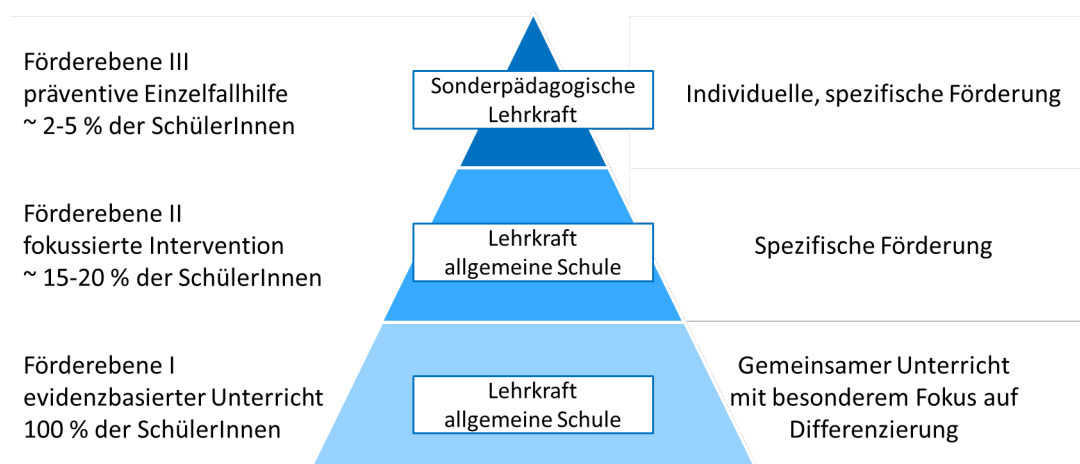 Förderebene III
präventive Einzelfallhilfe
~ 2-5 % der SchülerInnen
Sonderpädagogische
Lehrkraft
Individuelle, spezifische Förderung
Förderebene II
fokussierte Intervention
~ 15-20 % der SchülerInnen
Lehrkraft
allgemeine Schule
Spezifische Förderung
Förderebene I
evidenzbasierter Unterricht
100 % der SchülerInnen
Lehrkraft
allgemeine Schule
Gemeinsamer Unterricht
mit besonderem Fokus auf
Differenzierung